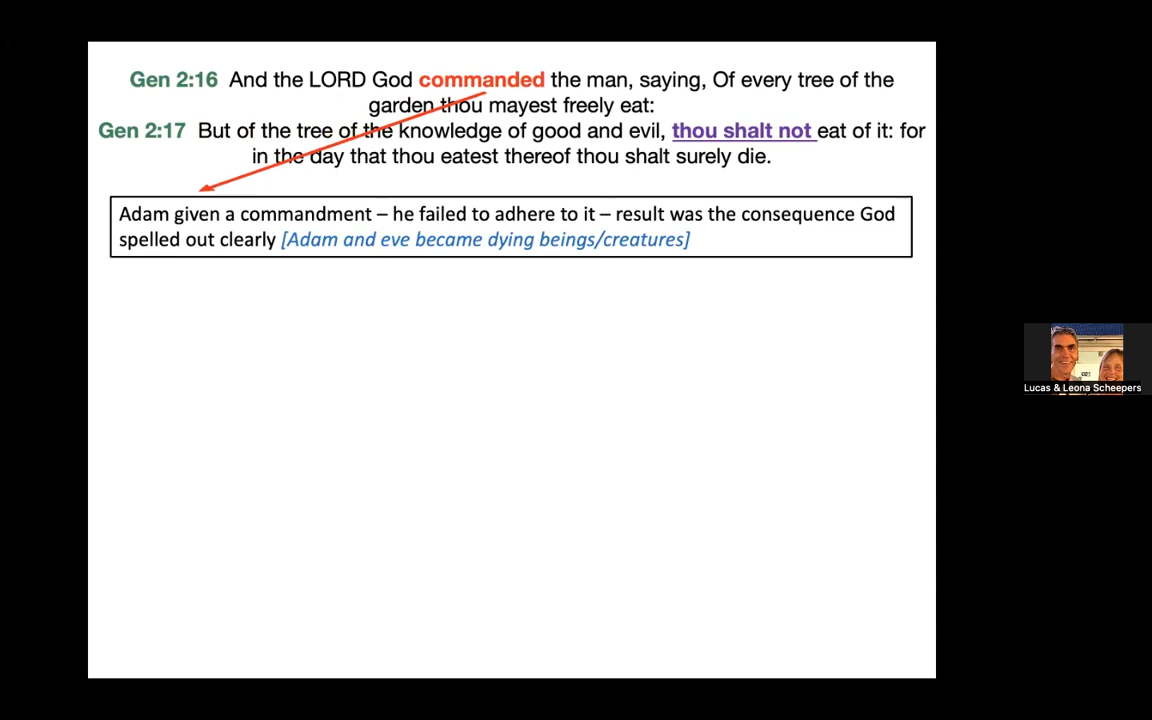 Gen 2:16 And the LORD God commanded the man, saying, Of every tree of the
garden thou mayest freely eat:
Gen 2:17 But of the tree of the knowledge of good and evil, thou shalt not eat of it: for
in the day that thou eatest thereof thou shalt surely die.
Adam given a commandment – he failed to adhere to it – result was the consequence God
spelled out clearly [Adam and eve became dying beings/creatures]
Lucas & Leona Scheepers